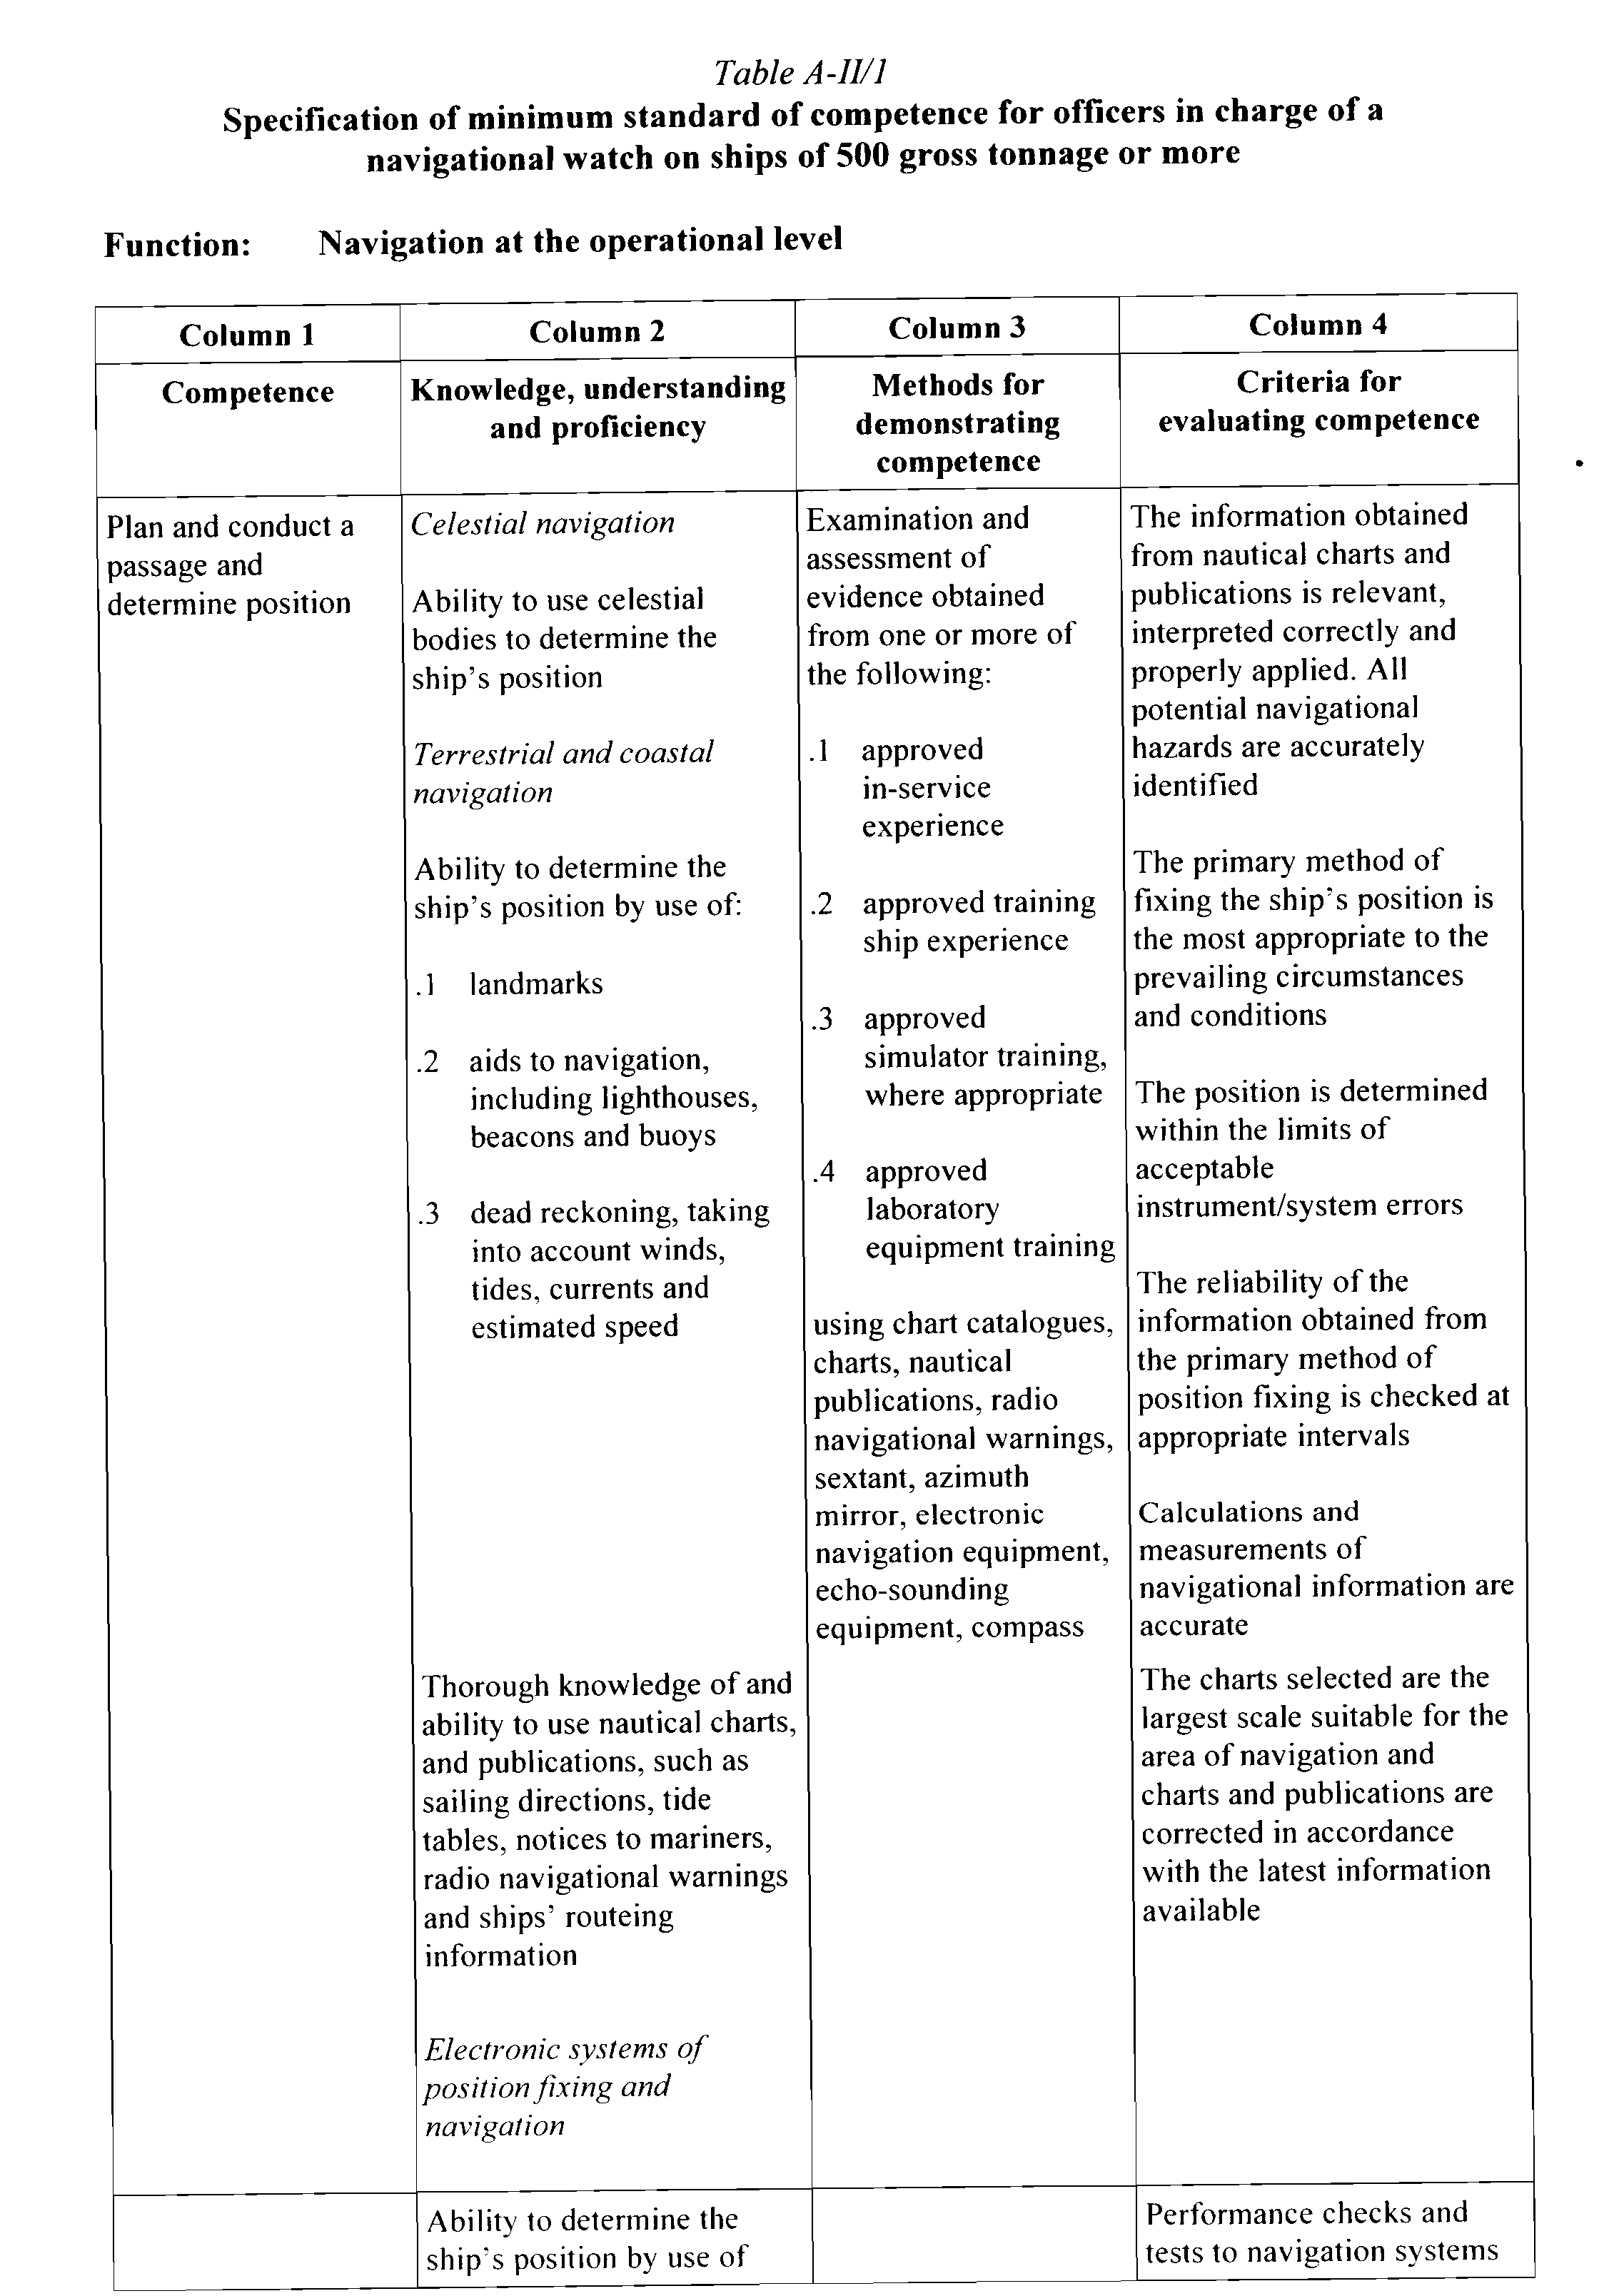 Table A-II/1
Specification of minimum standard of competence for officers in charge of a
navigational watch on ships of 500 gross tonnage or more
Function: Navigation at the operational level
Column 1
Column 2
Column 3
Column 4
Competence
Knowledge, understanding
and proficiency
Methods for
demonstrating
competence
Criteria for
evaluating competence
Plan and conduct a
passage and
determine position
Celestial navigation
Ability to use celestial
bodies to determine the
ship's position
Terrestrial and coastal
navigation
Ability to determine the
ship's position by use of:
.1 landmarks
.2 aids to navigation,
including lighthouses,
beacons and buoys
.3 dead reckoning, taking
into account winds,
tides, currents and
estimated speed
Thorough knowledge of and
ability to use nautical charts,
and publications, such as
sailing directions, tide
tables, notices to mariners,
radio navigational warnings
and ships' routeing
information
Electronic systems of
position fixing and
navigation
Examination and
assessment of
evidence obtained
from one or more of
the following:
.1 approved
in-service
experience
.2 approved training
ship experience
.3 approved
simulator training,
where appropriate
.4 approved
laboratory
equipment training
using chart catalogues,
charts, nautical
publications, radio
navigational warnings,
sextant, azimuth
mirror, electronic
navigation equipment,
echo-sounding
equipment, compass
The information obtained
from nautical charts and
publications is relevant,
interpreted correctly and
properly applied. All
potential navigational
hazards are accurately
identified
The primary method of
fixing the ship's position is
the most appropriate to the
prevailing circumstances
and conditions
The position is determined
within the limits of
acceptable
instrument/system errors
The reliability of the
information obtained from
the primary method of
position fixing is checked at
appropriate intervals
Calculations and
measurements of
navigational information are
accurate
The charts selected are the
largest scale suitable for the
area of navigation and
charts and publications are
corrected in accordance
with the latest information
available
Ability to determine the
ship's position by use of
Performance checks and
tests to navigation systems